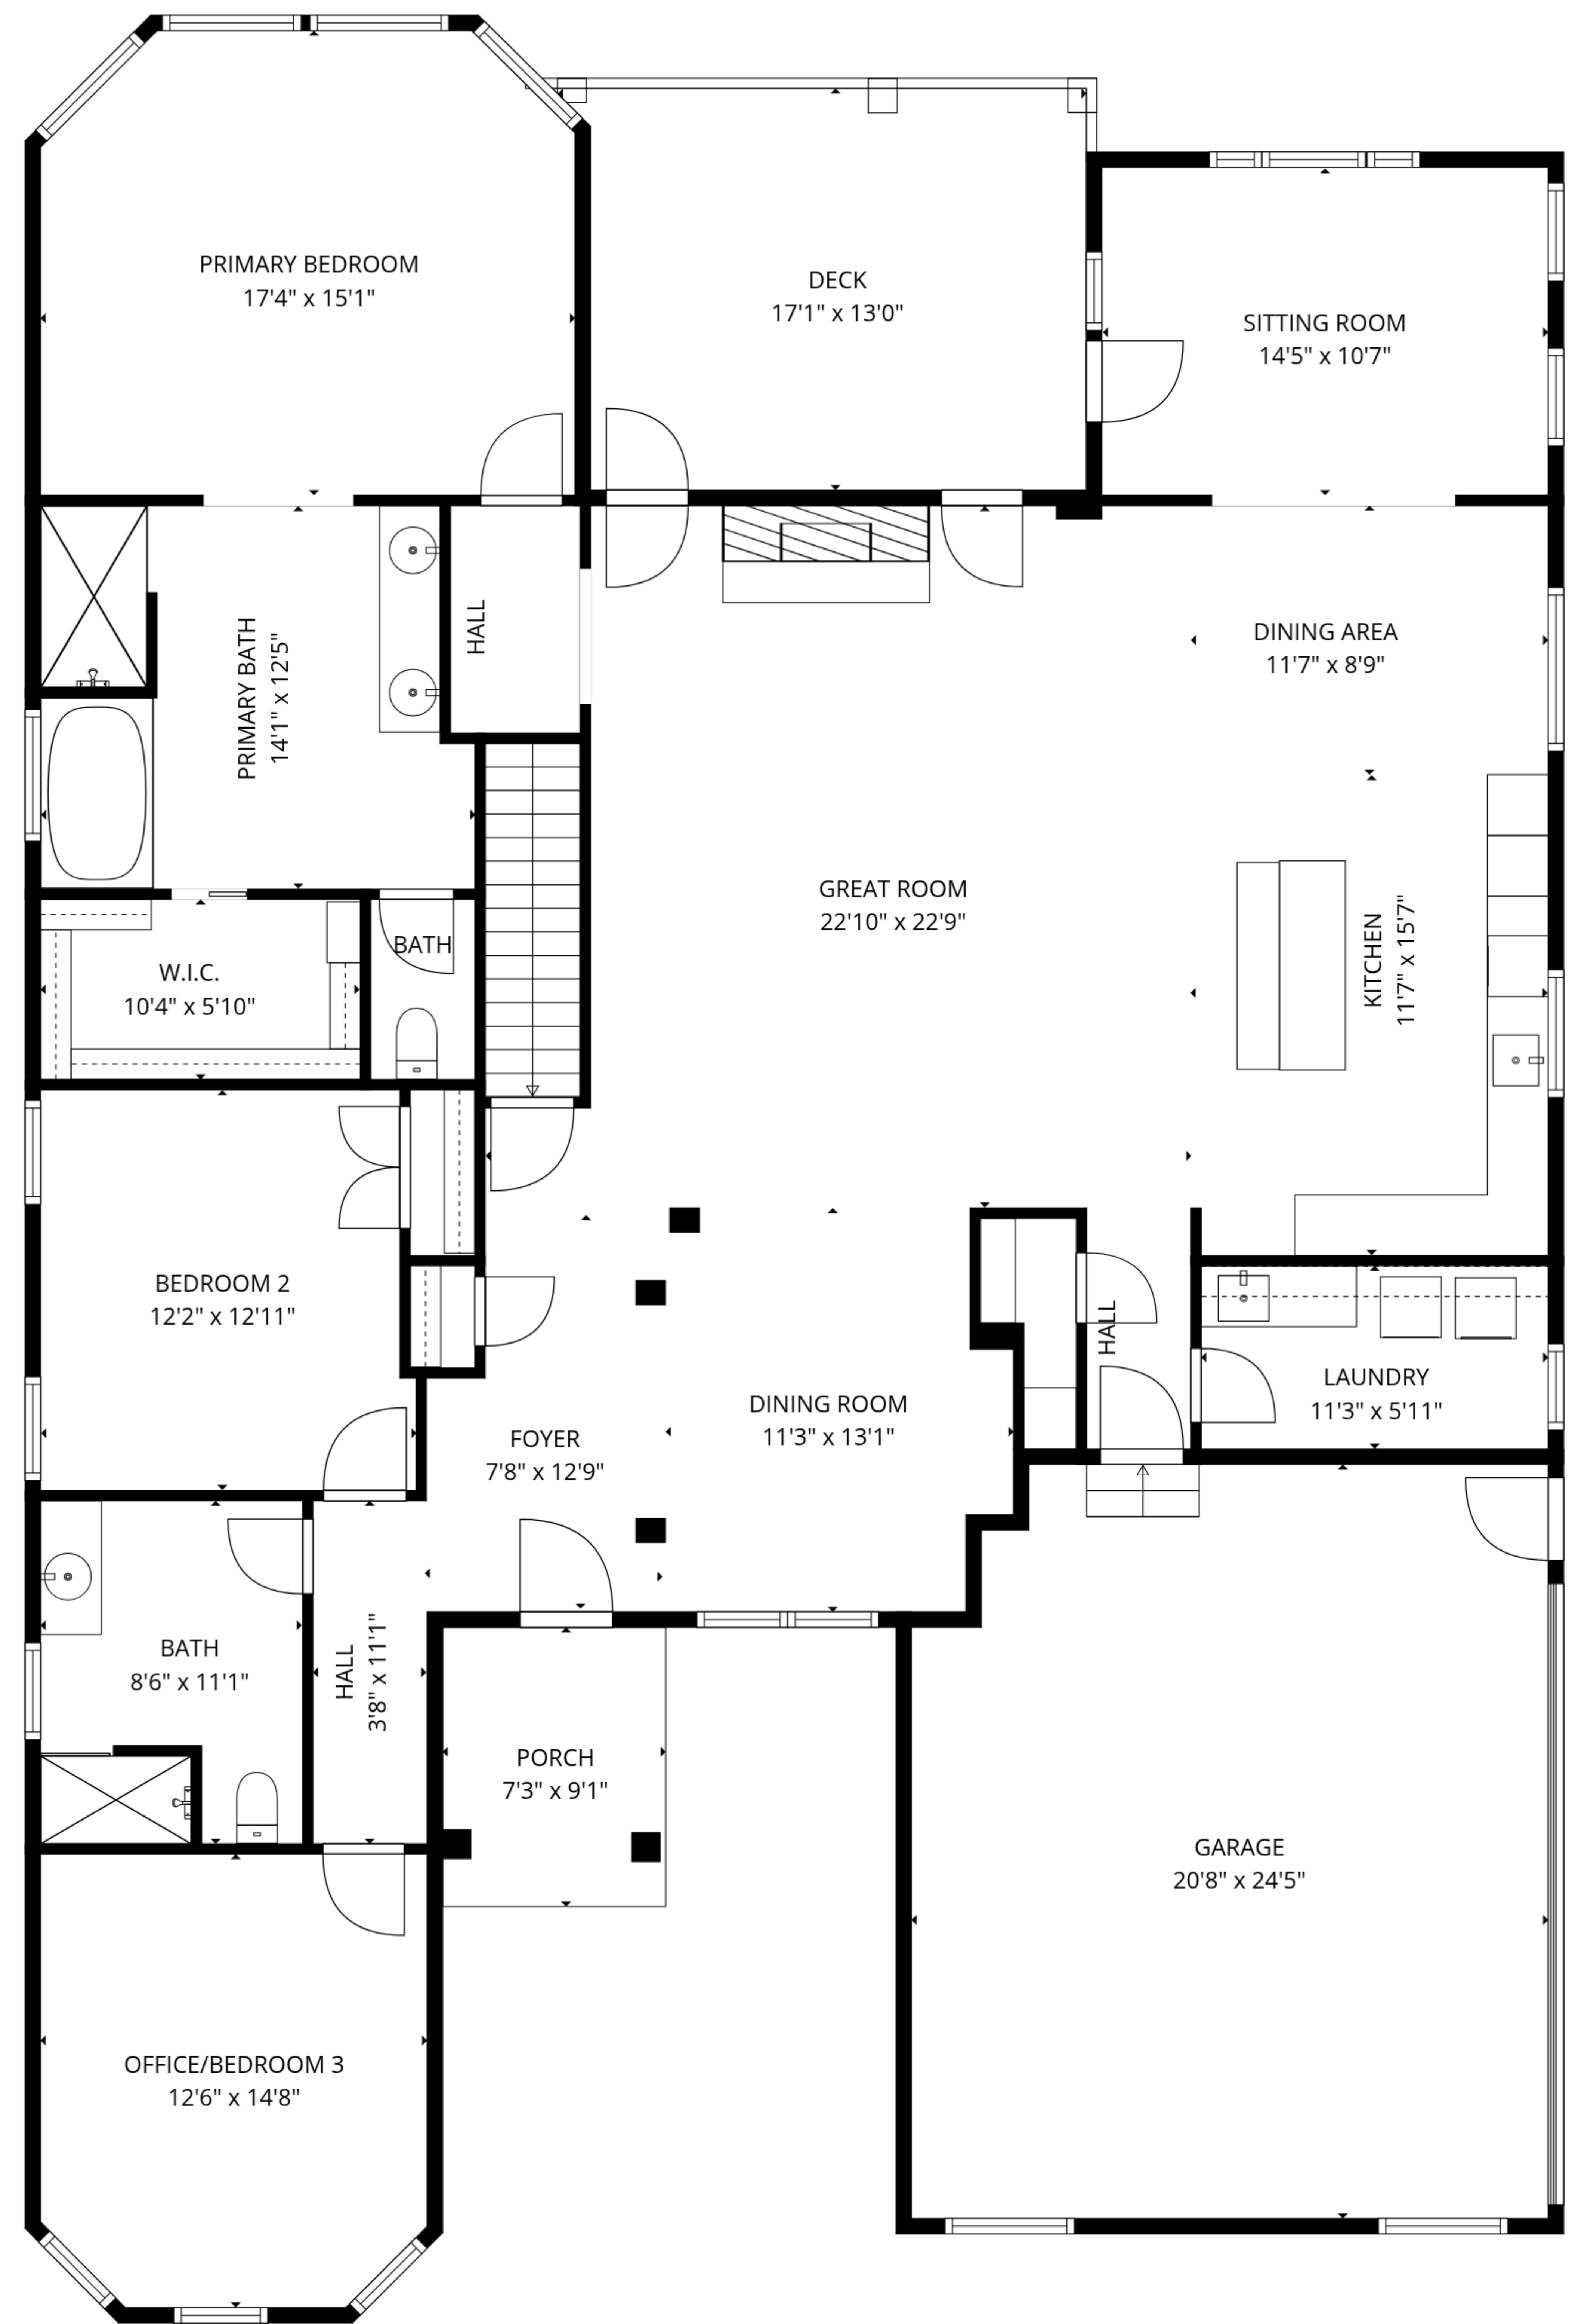 PRIMARY BEDROOM
17'4" x 15'1"
DECK
17'1" x 13'0"
SITTING ROOM
14'5" x 10'7"
PRIMARY BATH
14'1" x 12'5"
HALL
DINING AREA
11'7" x 8'9"
GREAT ROOM
22'10" x 22'9"
KITCHEN
11'7" x 15'7"
W.I.C.
10'4" x 5'10"
BATH
BEDROOM 2
12'2" x 12'11"
FOYER
7'8" x 12'9"
DINING ROOM
11'3" x 13'1"
HALL
LAUNDRY
11'3" x 5'11"
BATH
8'6" x 11'1"
HALL
3'8" x 11'1"
PORCH
7'3" x 9'1"
GARAGE
20'8" x 24'5"
OFFICE/BEDROOM 3
12'6" x 14'8"